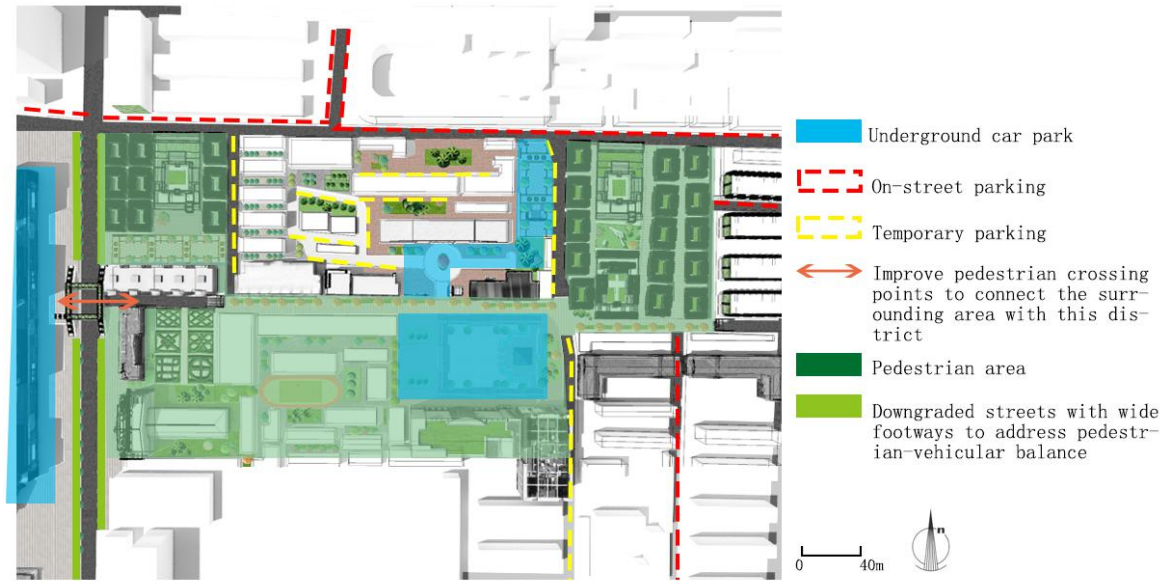 Underground car park
On-street parking
Temporary parking
Improve pedestrian crossing
points to connect the surr-
ounding area with this dis-
trict
Pedestrian area
Downgraded streets with wide
footways to address pedestr-
ian-vehicular balance
n
0 40m